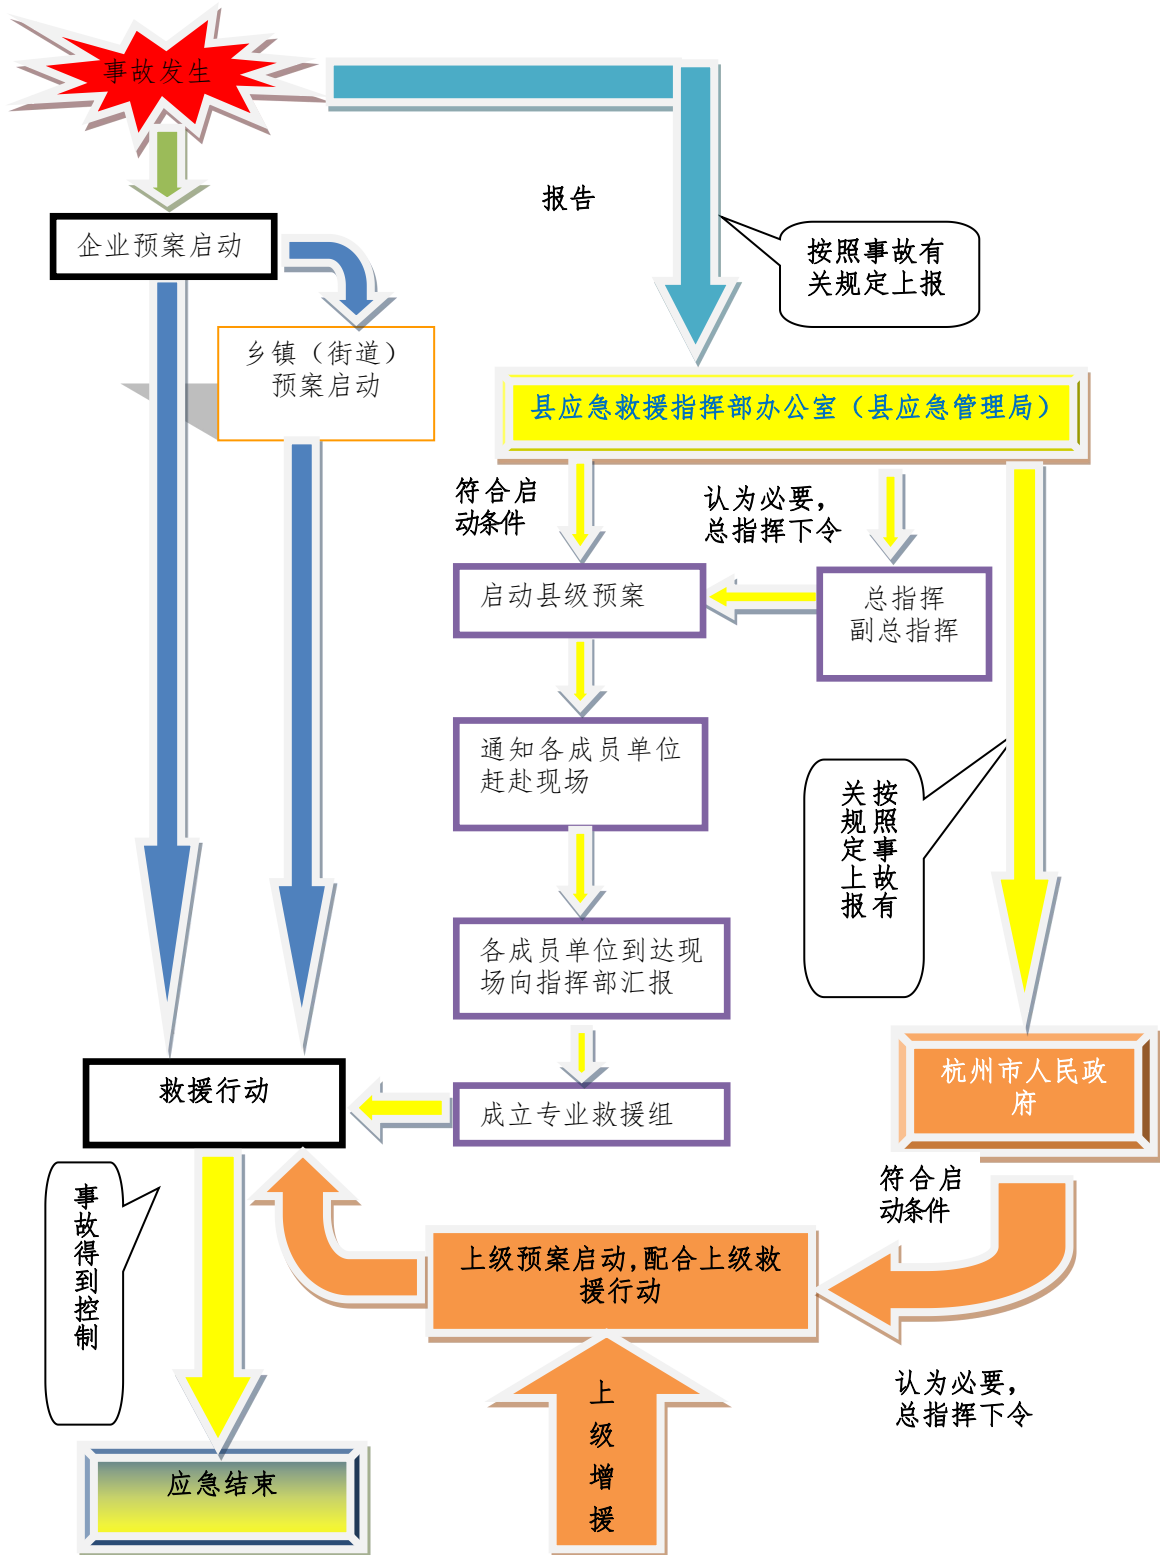 事故发生
报告
企业预案启动
按照事故有
关规定上报
乡镇（街道）
预案启动
县应急救援指挥部办公室（县应急管理局）
符合启
动条件
认为必要，
总指挥下令
启动县级预案
总指挥
副总指挥
通知各成员单位
赶赴现场
按照事故有
关规定上报
各成员单位到达现
场向指挥部汇报
救援行动
成立专业救援组
杭州市人民政
府
符合启
动条件
事故得到控制
上级预案启动,配合上级救
援行动
认为必要，
总指挥下令
上级增援
应急结束